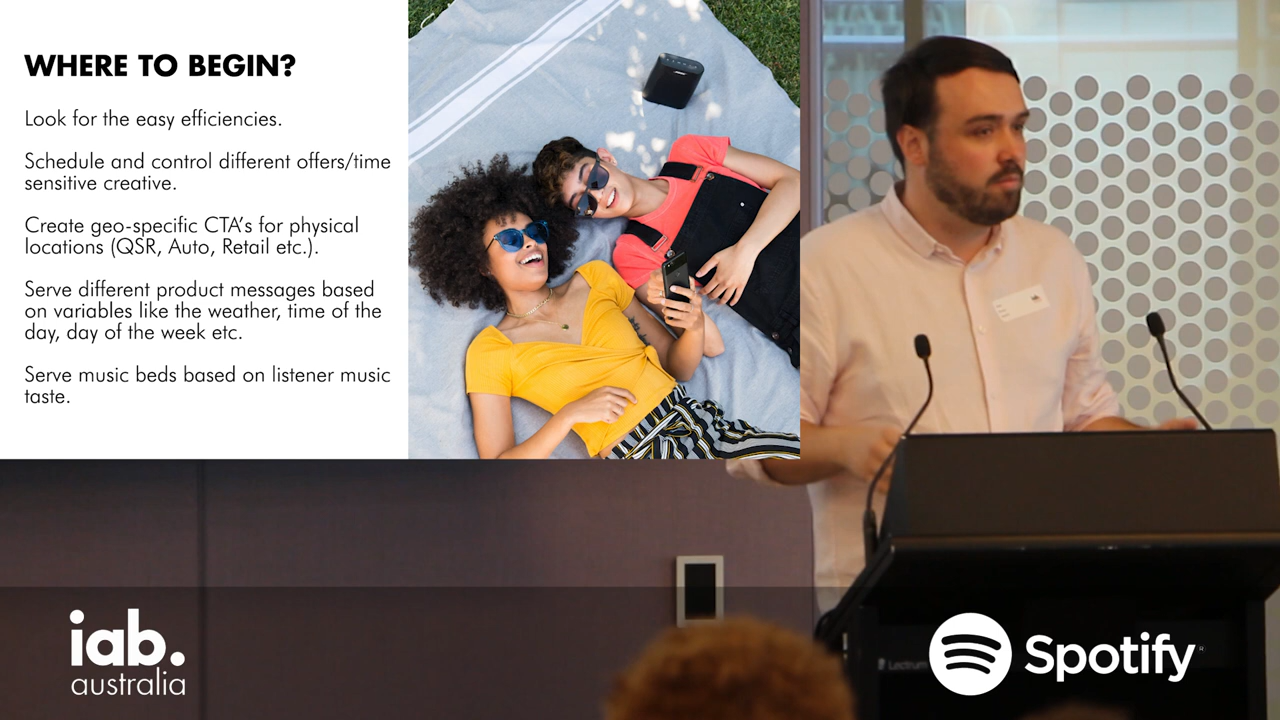 WHERE TO BEGIN?
Look for the easy efficiencies.
Schedule and control different offers/time
sensitive creative.
Create geo-specific CTA's for physical
locations (QSR, Auto, Retail etc.).
Serve different product messages based
on variables like the weather, time of the
day, day of the week etc.
Serve music beds based on listener music
taste.
iab.
australia
Lectrum
Spotify